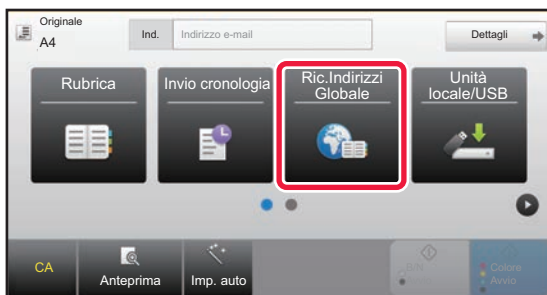 Originale
A4
Ind.
Indirizzo e-mail
Dettagli
Rubrica
Invio cronologia
Ric.Indirizzi
Globale
Unità
locale/USB
CA
Anteprima
Imp. auto
B/N
Avvio
Colore
Avvio